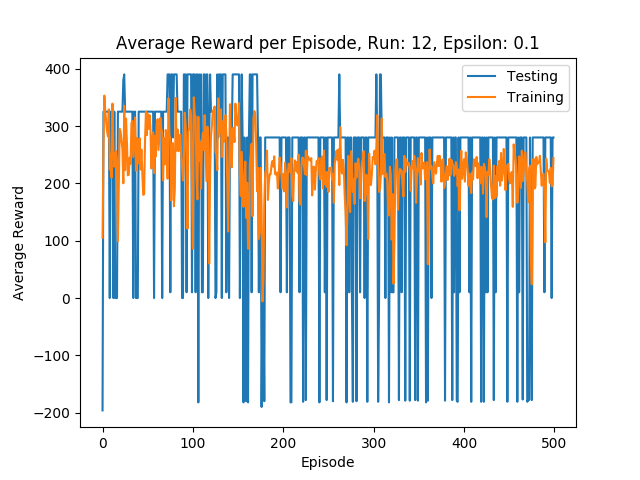 Average Reward per Episode, Run: 12, Epsilon: 0.1
Testing
Training
Average Reward
400
300
200
100
0
−100
−200
0
100
200
300
400
500
Episode